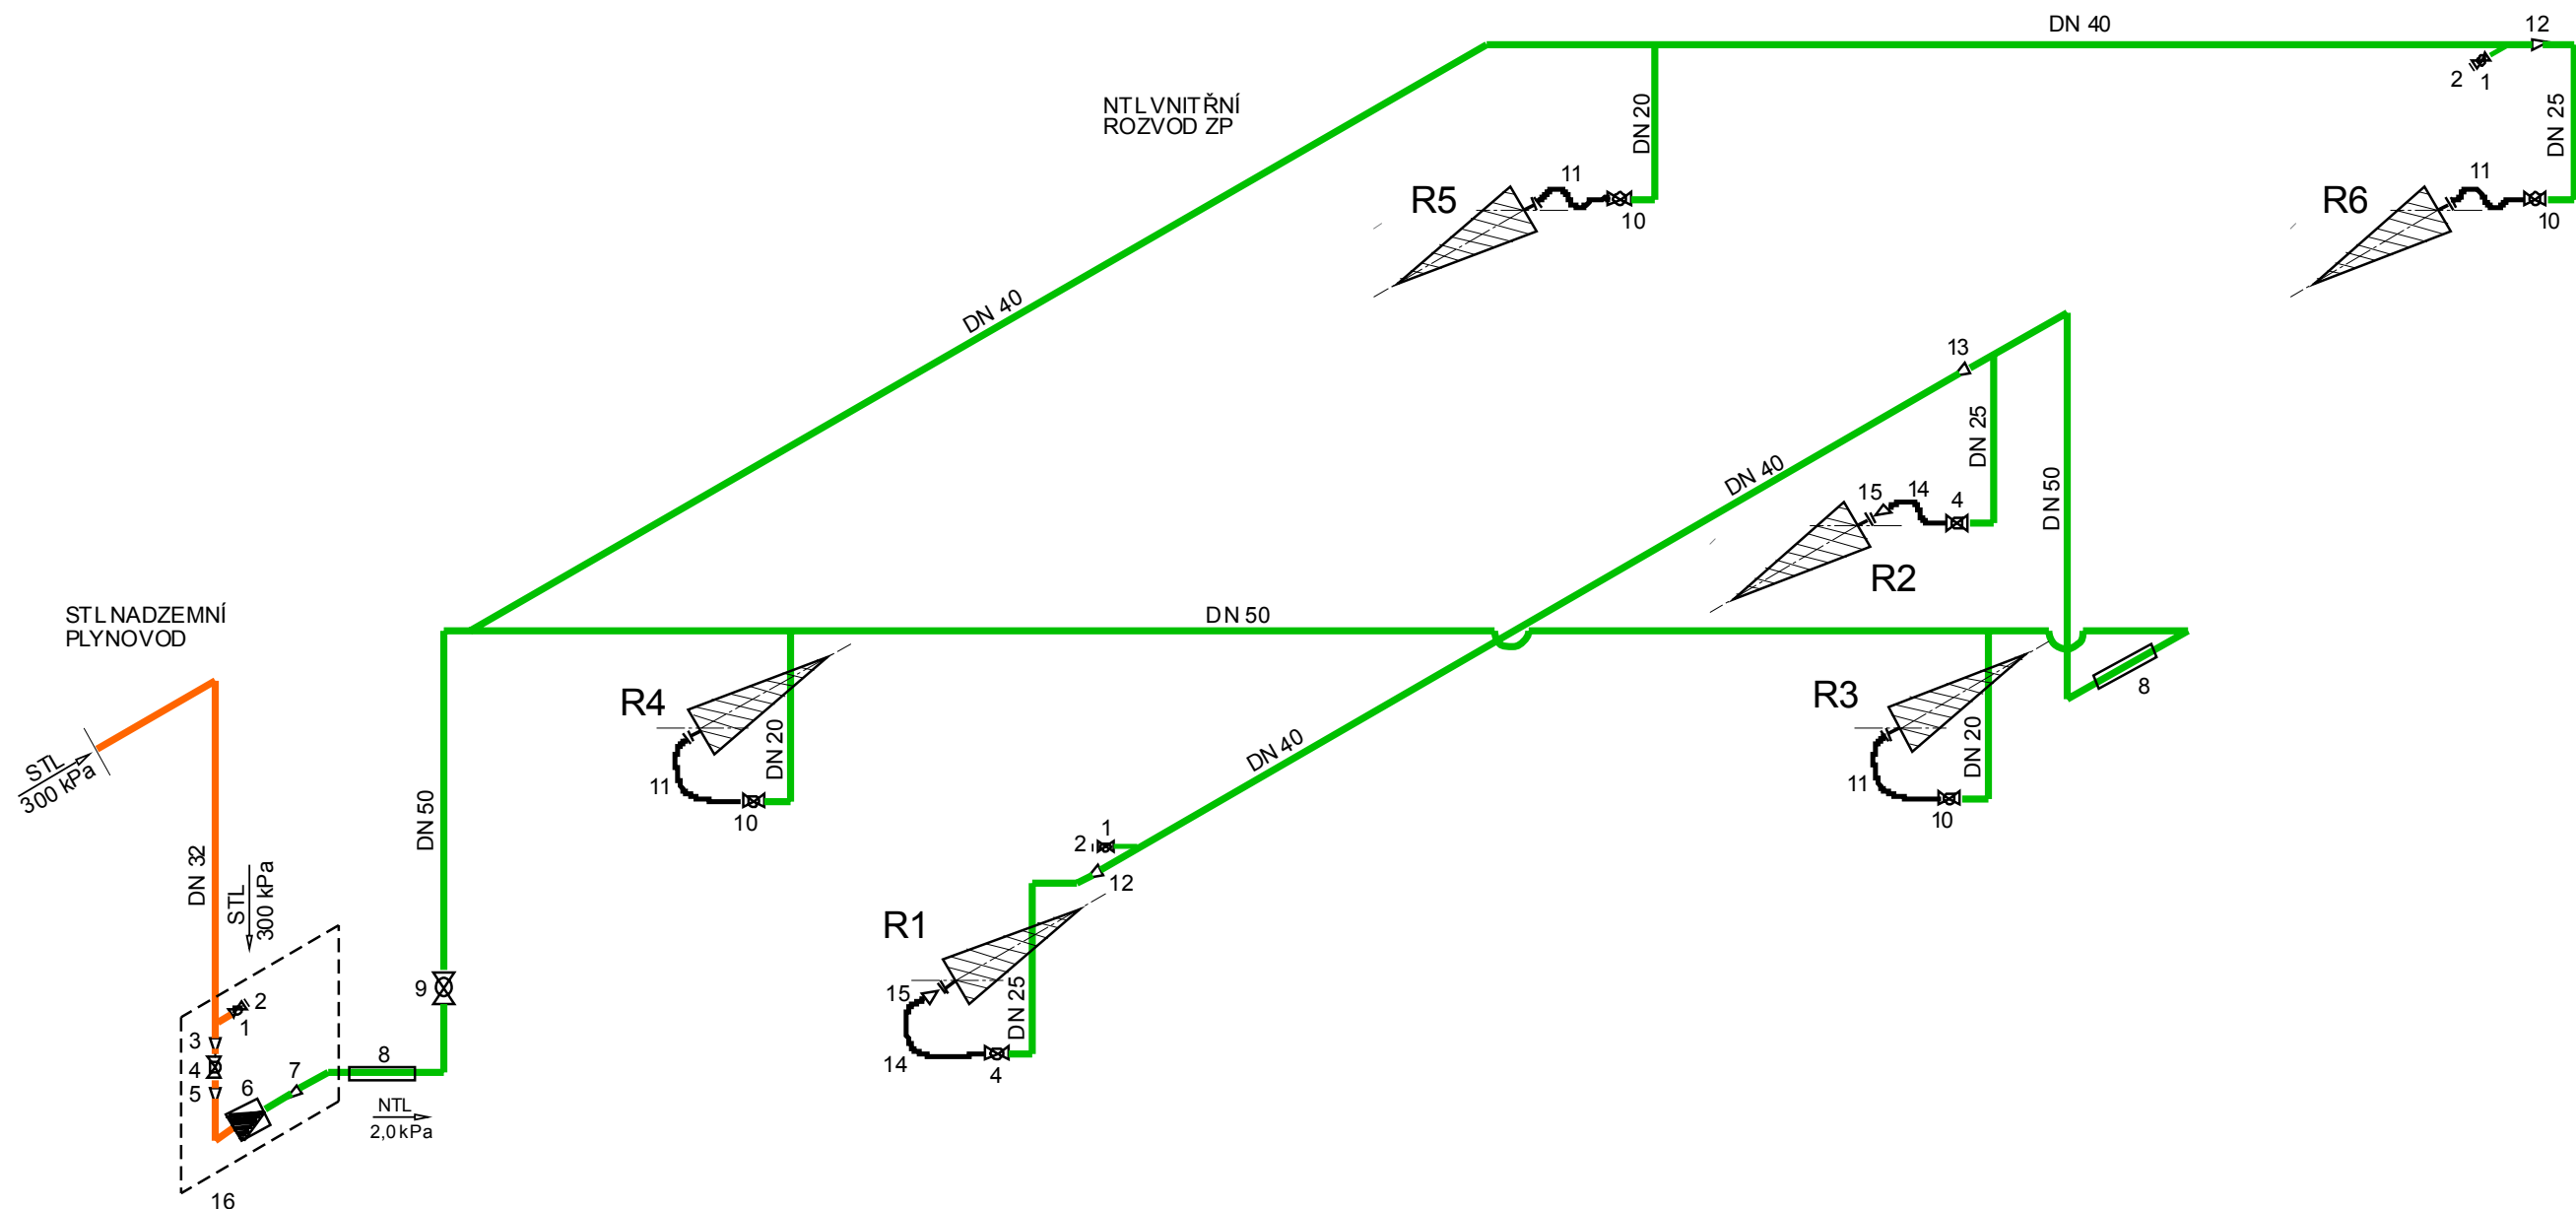 DN 40
12
2
1
NTL VNITŘNÍ
ROZVOD ZP
DN 20
DN 25
11
R5
10
11
R6
10
DN 40
13
DN 25
DN 40
15
14
4
DN 50
R2
STL NADZEMNÍ
PLYNOVOD
DN 50
8
R4
DN 20
11
10
R3
DN 20
11
10
STL
300 kPa
DN 40
DN 50
1
2
12
DN 32
STL
300 kPa
R1
15
DN 25
14
4
9
2
1
3
4
5
6
7
8
NTL
2,0 kPa
16